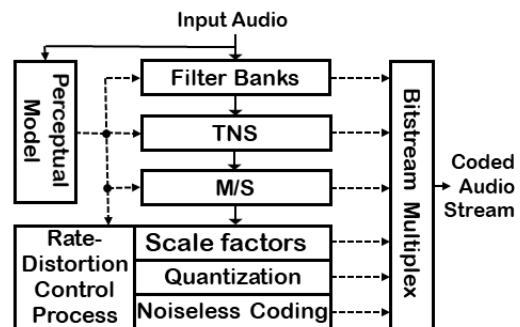 Input Audio
Perceptual
Model
Filter Banks
TNS
M/S
Rate-
Distortion
Control
Process
Scale factors
Quantization
Noiseless Coding
Bitstream Multiplex
Coded
Audio
Stream